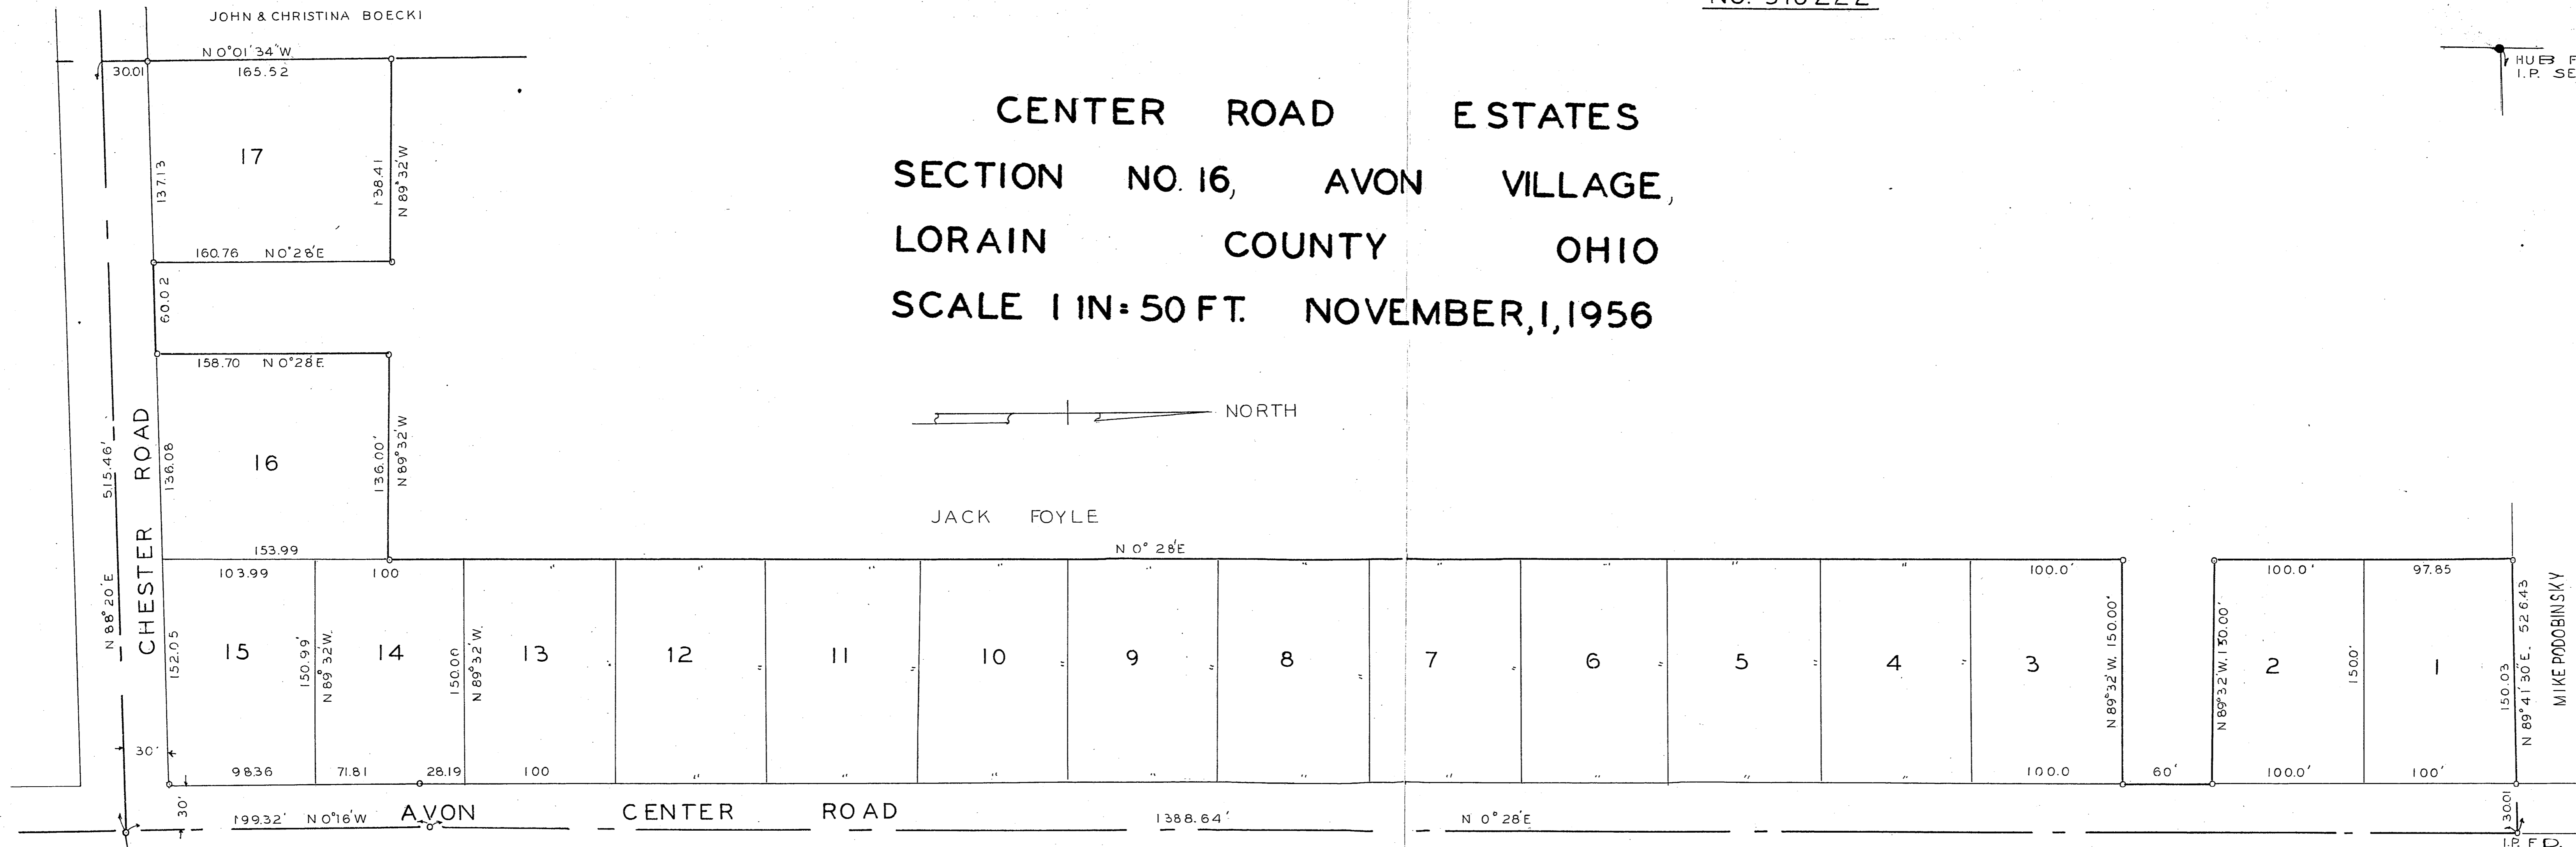 NO. 316222
JOHN & CHRISTINA BOECKI
N 0°01'34"W
30.01
165.52
HUB F
I.P. SE
CENTER ROAD ESTATES
SECTION NO. 16, AVON VILLAGE,
LORAIN COUNTY OHIO
SCALE 1 IN = 50 FT. NOVEMBER, 1, 1956
17
137.13
138.41
N 89°32'W
160.76 N 0°28'E
60.02
158.70 N 0°28'E.
NORTH
CHESTER ROAD
515.46'
N 88°20'E
16
136.08
136.00'
N 89°32'W
JACK FOYLE
153.99
N 0° 28'E
103.99
100
" " " " " " " " "
100.0'
100.0'
97.85
15
14
13
12
11
10
9
8
7
6
5
4
3
2
1
152.05
150.99'
N 89° 32'W.
150.00
N 89°32'W.
" " " " " " " " "
N 89°32'W. 150.00'
N 89°32'W. 150.00'
150.0'
150.03
N 89°41'30"E. 526.43
MIKE PODOBINSKY
30'
98.36
71.81
28.19
100
" " " " " " " " "
100.0
60'
100.0'
100'
30'
AVON CENTER ROAD
199.32' N 0°16'W
1388.64'
N 0°28'E
30.01
I.P. FD.